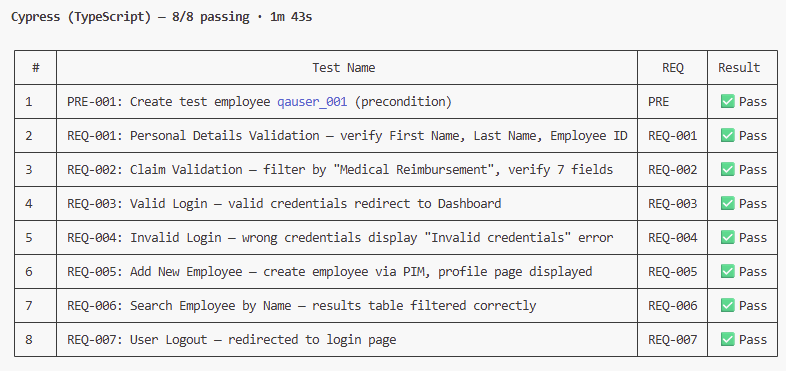 Cypress (TypeScript) — 8/8 passing · 1m 43s
# Test Name REQ Result
1 PRE-001: Create test employee qauser_001 (precondition) PRE ✅ Pass
2 REQ-001: Personal Details Validation — verify First Name, Last Name, Employee ID REQ-001 ✅ Pass
3 REQ-002: Claim Validation — filter by "Medical Reimbursement", verify 7 fields REQ-002 ✅ Pass
4 REQ-003: Valid Login — valid credentials redirect to Dashboard REQ-003 ✅ Pass
5 REQ-004: Invalid Login — wrong credentials display "Invalid credentials" error REQ-004 ✅ Pass
6 REQ-005: Add New Employee — create employee via PIM, profile page displayed REQ-005 ✅ Pass
7 REQ-006: Search Employee by Name — results table filtered correctly REQ-006 ✅ Pass
8 REQ-007: User Logout — redirected to login page REQ-007 ✅ Pass